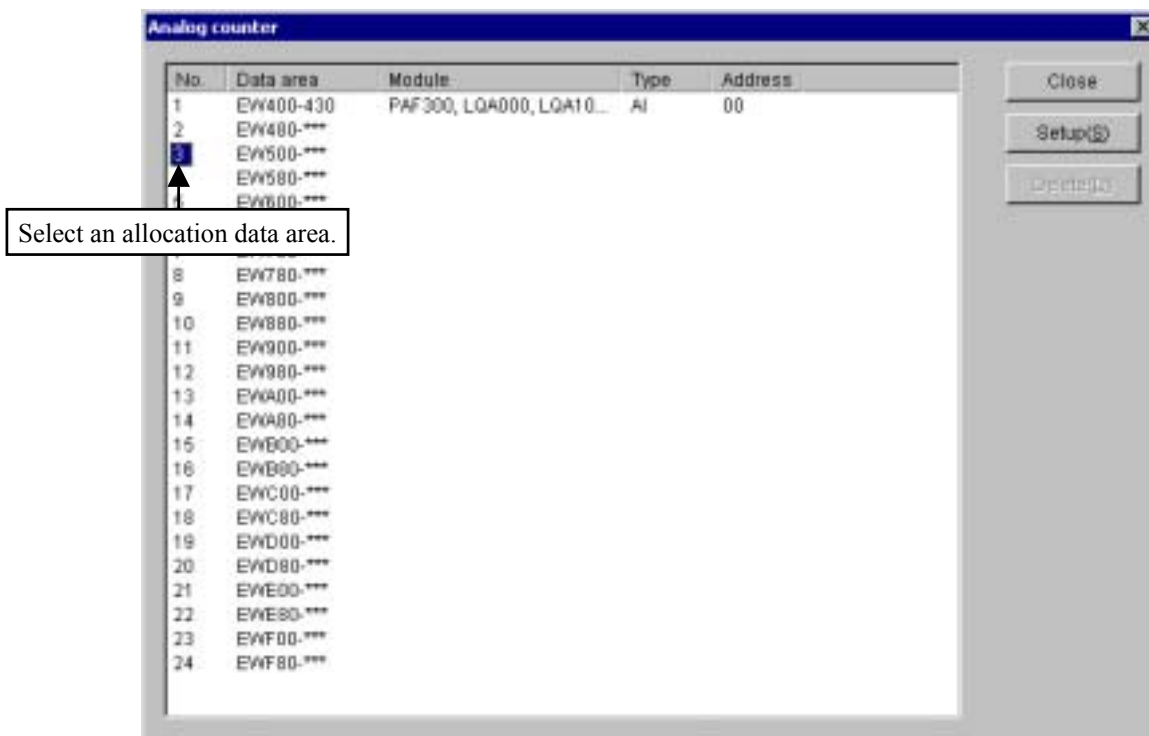 Analog counter
No. Data area Module Type Address
Close
1 EW400-430 PAF300, LQA000, LQA10... AI 00
2 EW480-***
Setup(S)
3 EW500-***
EW580-***
EW600-***
Select an allocation data area.
8 EW780-***
9 EW800-***
10 EW880-***
11 EW900-***
12 EW980-***
13 EWA00-***
14 EWA80-***
15 EWB00-***
16 EWB80-***
17 EWC00-***
18 EWC80-***
19 EWD00-***
20 EWD80-***
21 EWE00-***
22 EWE80-***
23 EWF00-***
24 EWF80-***